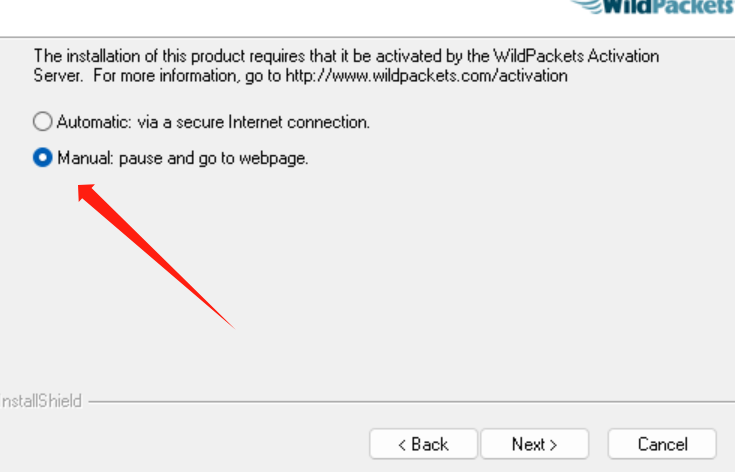 WildPackets
The installation of this product requires that it be activated by the WildPackets Activation
Server.  For more information, go to http://www.wildpackets.com/activation
Automatic: via a secure Internet connection.
Manual: pause and go to webpage.
InstallShield
< Back
Next >
Cancel